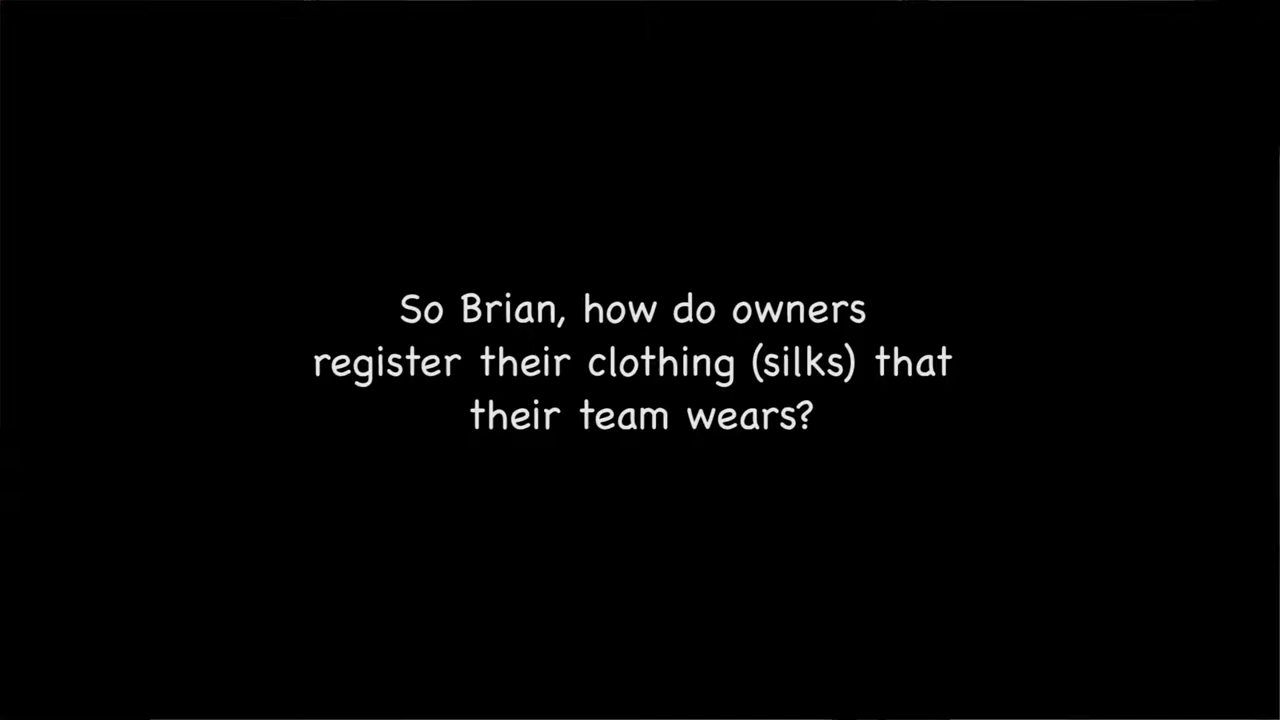 So Brian, how do owners
register their clothing (silks) that
their team wears?